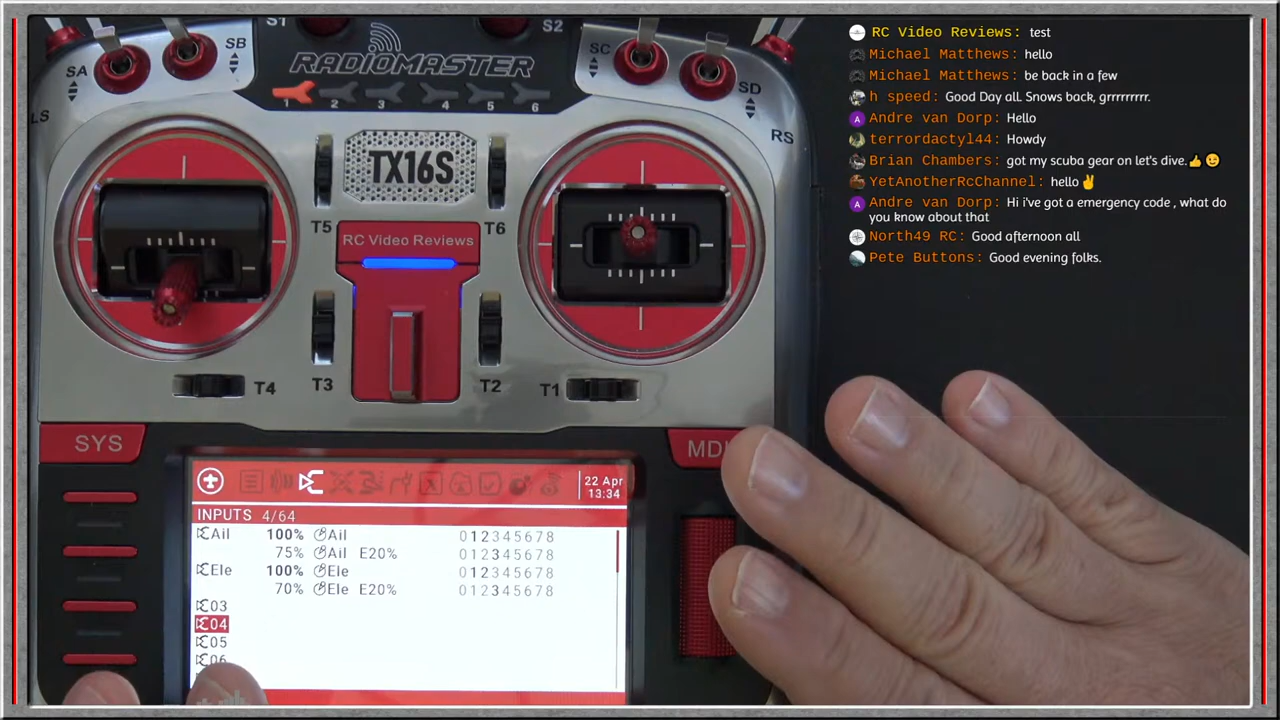 S1
S2
SA
SB
SC
SD
LS
RS
RADIOMASTER
1 2 3 4 5 6
TX16S
T5
T6
RC Video Reviews
T3
T2
T4
T1
SYS
22 Apr
13:34
INPUTS 4/64
Ail 100% Ail 012345678
75% Ail E20% 012345678
Ele 100% Ele 012345678
70% Ele E20% 012345678
03
04
05
06
RC Video Reviews: test
Michael Matthews: hello
Michael Matthews: be back in a few
h speed: Good Day all. Snows back, grrrrrrrr.
A Andre van Dorp: Hello
terrordactyl44: Howdy
Brian Chambers: got my scuba gear on let's dive.👍😉
YetAnotherRcChannel: hello✌
A Andre van Dorp: Hi i've got a emergency code , what do
you know about that
North49 RC: Good afternoon all
Pete Buttons: Good evening folks.